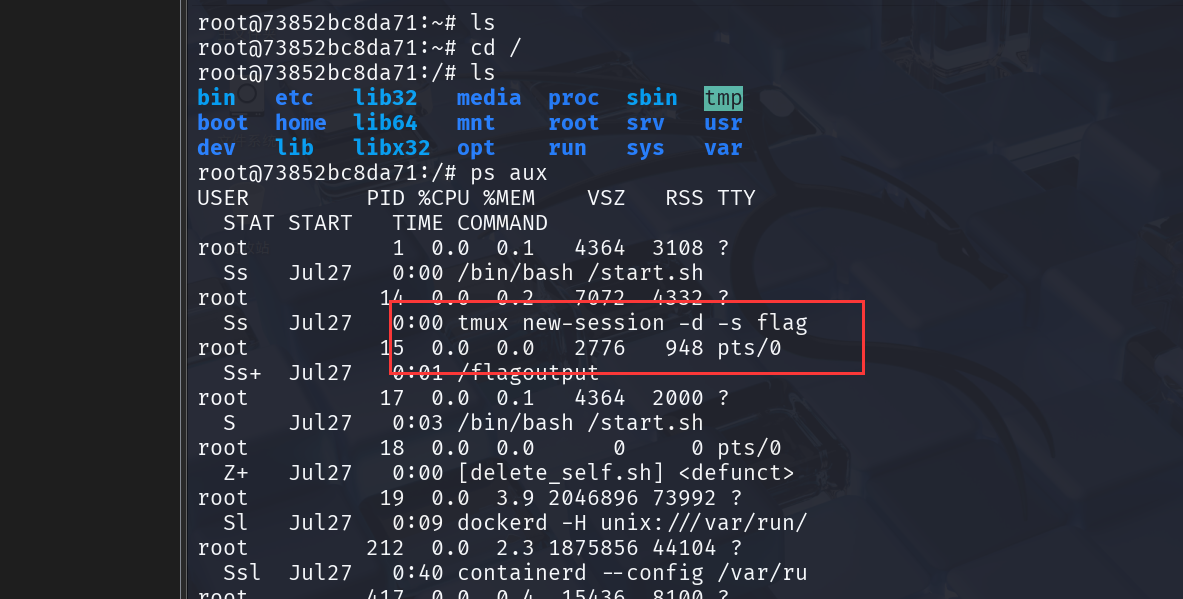 root@73852bc8da71:~# ls
root@73852bc8da71:~# cd /
root@73852bc8da71:/# ls
bin   etc   lib32   media  proc  sbin  tmp
boot  home  lib64   mnt    root  srv   usr
dev   lib   libx32  opt    run   sys   var
root@73852bc8da71:/# ps aux
USER         PID %CPU %MEM    VSZ   RSS TTY
  STAT START   TIME COMMAND
root           1  0.0  0.1   4364  3108 ?
  Ss   Jul27   0:00 /bin/bash /start.sh
root          14  0.0  0.2   7072  4332 ?
  Ss   Jul27   0:00 tmux new-session -d -s flag
root          15  0.0  0.0   2776   948 pts/0
  Ss+  Jul27   0:01 /flagoutput
root          17  0.0  0.1   4364  2000 ?
  S    Jul27   0:03 /bin/bash /start.sh
root          18  0.0  0.0      0     0 pts/0
  Z+   Jul27   0:00 [delete_self.sh] <defunct>
root          19  0.0  3.9 2046896 73992 ?
  Sl   Jul27   0:09 dockerd -H unix:///var/run/
root         212  0.0  2.3 1875856 44104 ?
  Ssl  Jul27   0:40 containerd --config /var/ru
root         417  0.0  0.4  15436  8100 ?